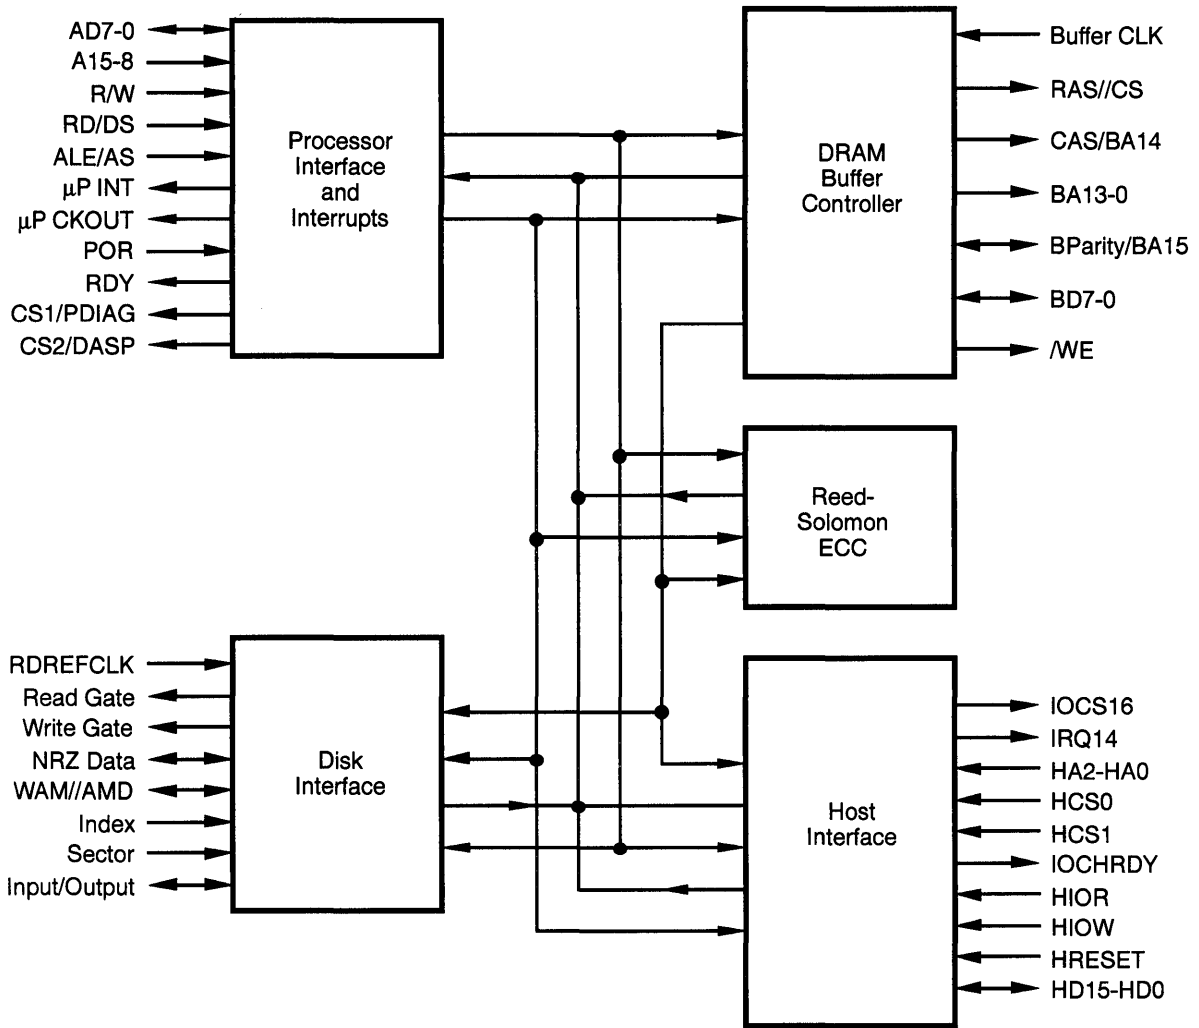 AD7-0
A15-8
R/W
RD/DS
ALE/AS
µP INT
µP CKOUT
POR
RDY
CS1/PDIAG
CS2/DASP
Processor
Interface
and
Interrupts
DRAM
Buffer
Controller
Buffer CLK
RAS//CS
CAS/BA14
BA13-0
BParity/BA15
BD7-0
/WE
Reed-
Solomon
ECC
RDREFCLK
Read Gate
Write Gate
NRZ Data
WAM//AMD
Index
Sector
Input/Output
Disk
Interface
Host
Interface
IOCS16
IRQ14
HA2-HA0
HCS0
HCS1
IOCHRDY
HIOR
HIOW
HRESET
HD15-HD0